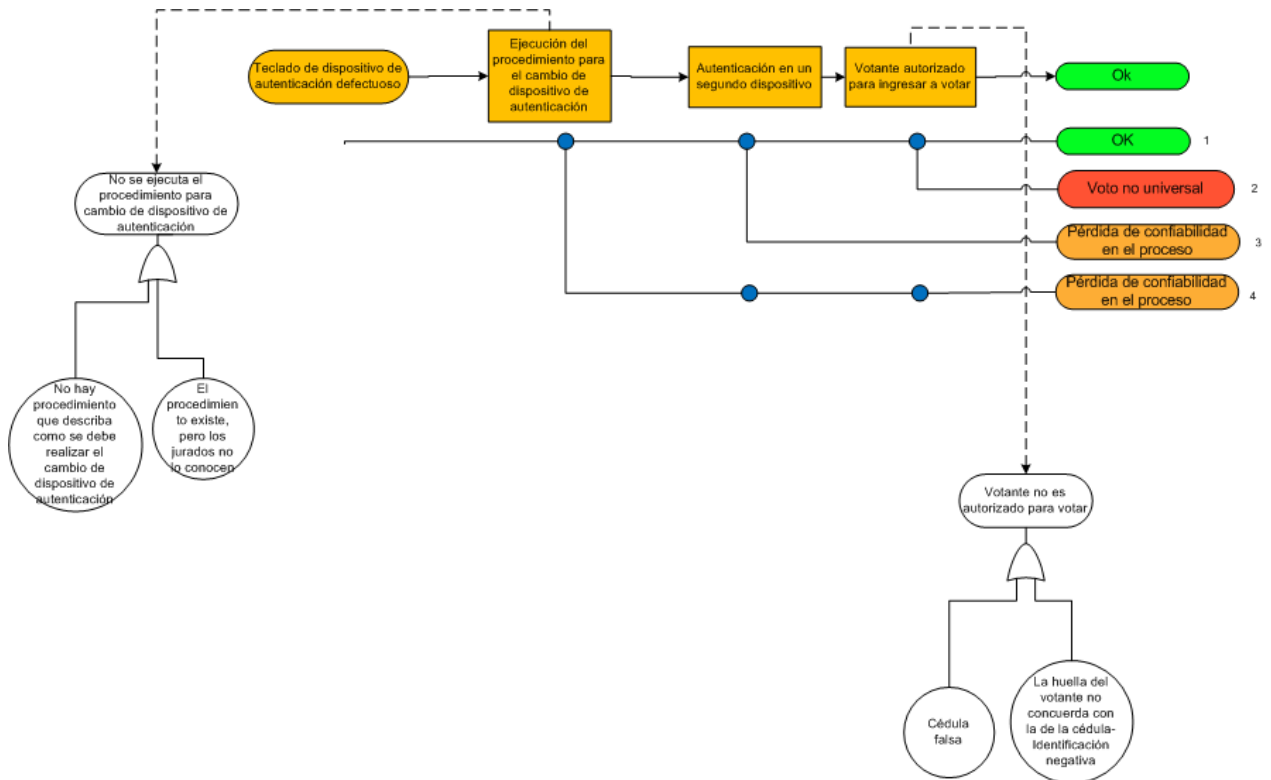 Teclado de dispositivo de
autenticación defectuoso
Ejecución del
procedimiento para
el cambio de
dispositivo de
autenticación
Autenticación en un
segundo dispositivo
Votante autorizado
para ingresar a votar
Ok
OK
1
Voto no universal
2
Pérdida de confiabilidad
en el proceso
3
Pérdida de confiabilidad
en el proceso
4
No se ejecuta el
procedimiento para
cambio de dispositivo de
autenticación
No hay
procedimiento
que describa
como se debe
realizar el
cambio de
dispositivo de
autenticación
El
procedimien
to existe,
pero los
jurados no
lo conocen
Votante no es
autorizado para votar
Cédula
falsa
La huella del
votante no
concuerda con
la de la cédula-
Identificación
negativa